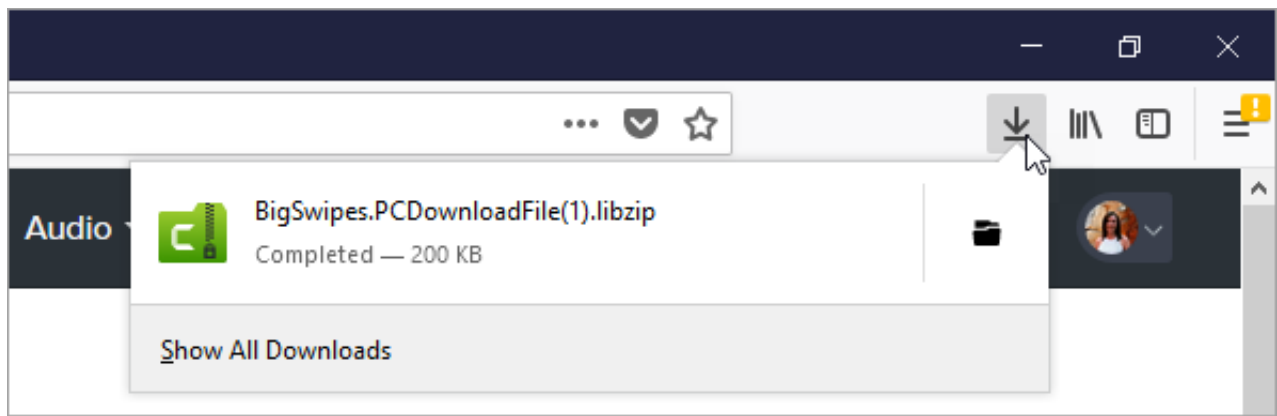 Audio
BigSwipes.PCDownloadFile(1).libzip
Completed — 200 KB
Show All Downloads